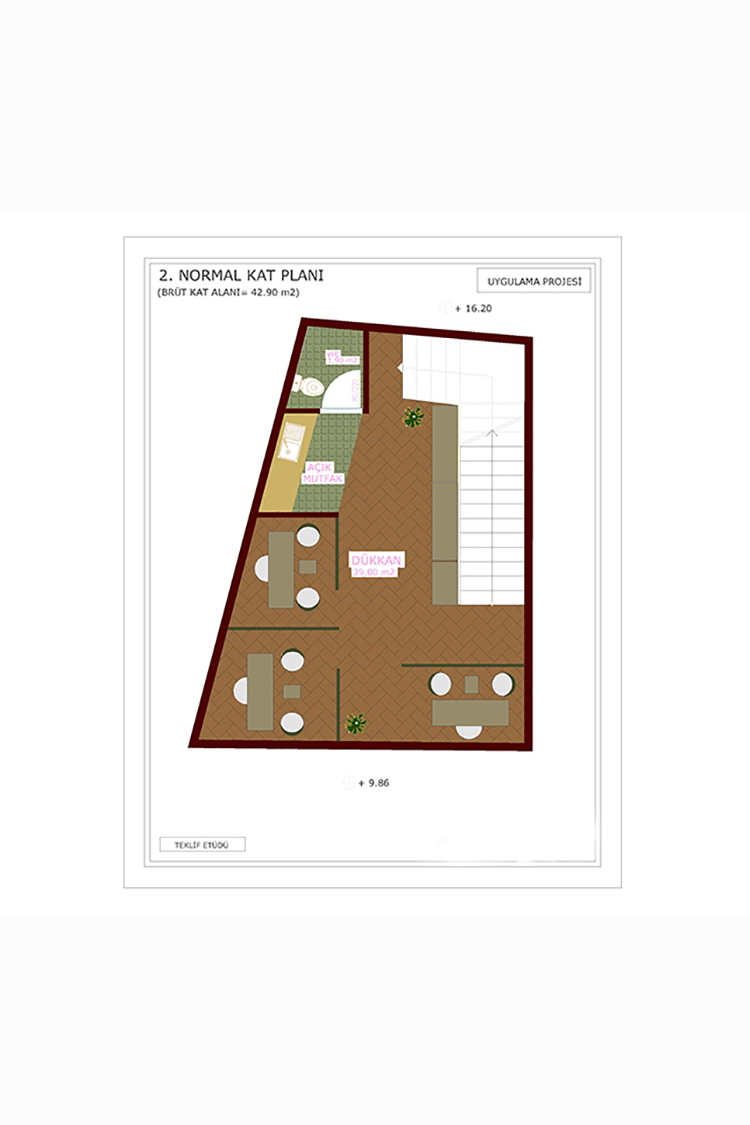 2. NORMAL KAT PLANI
(BRÜT KAT ALANI= 42.90 m2)
UYGULAMA PROJESİ
+ 16.20
WC
1.90 m2
AÇIK
MUTFAK
DÜKKAN
39.00 m2
+ 9.86
TEKLİF ETÜDÜ